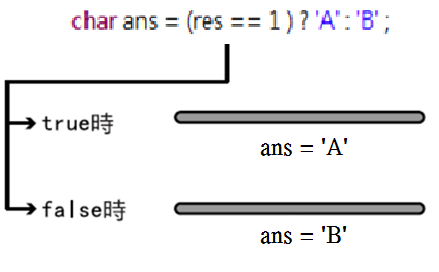 char ans = (res == 1 ) ? 'A' : 'B' ;
true時
ans = 'A'
false時
ans = 'B'